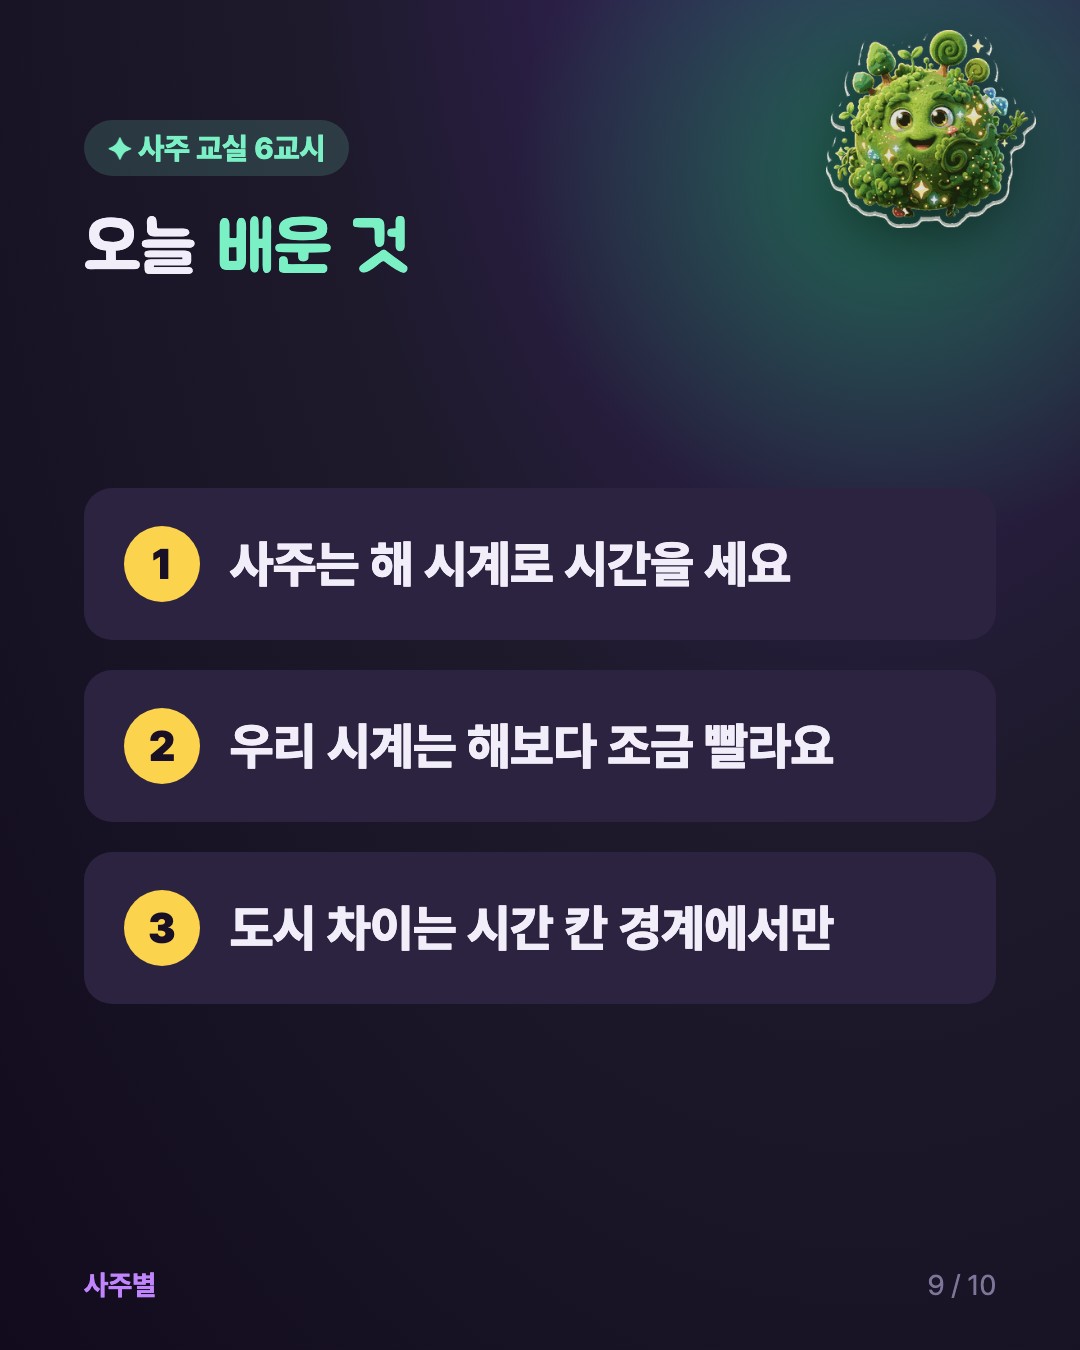 ✦ 사주 교실 6교시
오늘 배운 것
1 사주는 해 시계로 시간을 세요
2 우리 시계는 해보다 조금 빨라요
3 도시 차이는 시간 칸 경계에서만
사주별
9 / 10